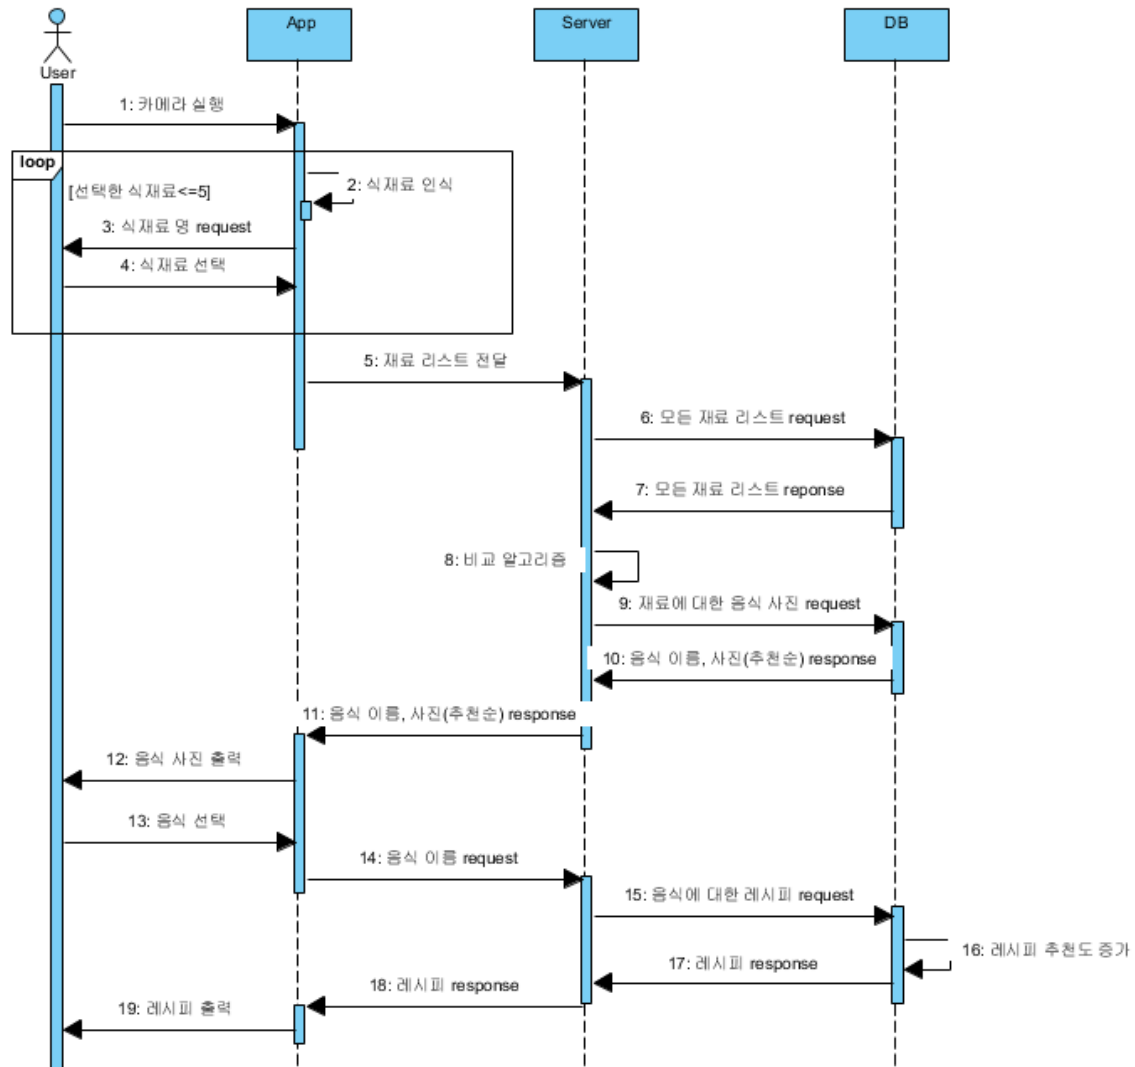 User
App
Server
DB
1: 카메라 실행
loop
[선택한 식재료<=5]
2: 식재료 인식
3: 식재료 명 request
4: 식재료 선택
5: 재료 리스트 전달
6: 모든 재료 리스트 request
7: 모든 재료 리스트 reponse
8: 비교 알고리즘
9: 재료에 대한 음식 사진 request
10: 음식 이름, 사진(추천순) response
11: 음식 이름, 사진(추천순) response
12: 음식 사진 출력
13: 음식 선택
14: 음식 이름 request
15: 음식에 대한 레시피 request
16: 레시피 추천도 증가
17: 레시피 response
18: 레시피 response
19: 레시피 출력